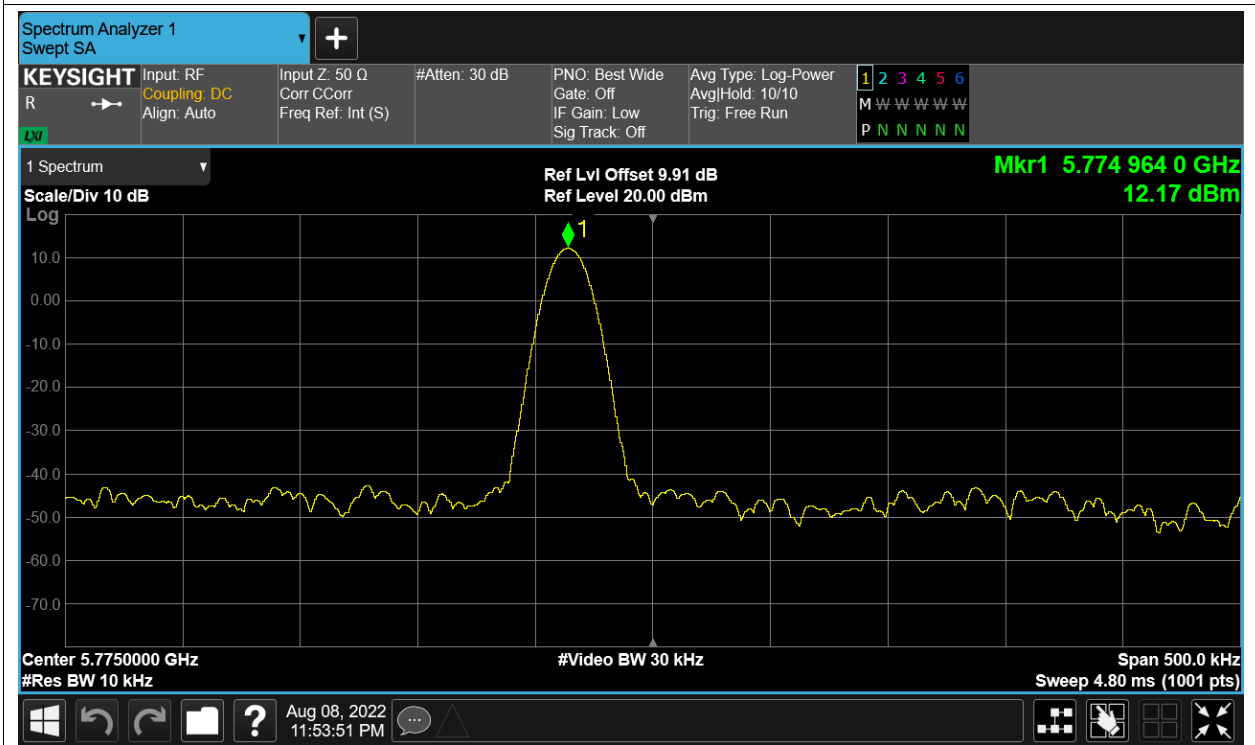 Spectrum Analyzer 1
Swept SA
KEYSIGHT
R
LXI
Input: RF
Coupling: DC
Align: Auto
Input Z: 50 Ω
Corr CCorr
Freq Ref: Int (S)
#Atten: 30 dB
PNO: Best Wide
Gate: Off
IF Gain: Low
Sig Track: Off
Avg Type: Log-Power
Avg|Hold: 10/10
Trig: Free Run
1 2 3 4 5 6
M W W W W W
P N N N N N
1 Spectrum
Scale/Div 10 dB
Log
Ref Lvl Offset 9.91 dB
Ref Level 20.00 dBm
Mkr1 5.774 964 0 GHz
12.17 dBm
1
10.0
0.00
-10.0
-20.0
-30.0
-40.0
-50.0
-60.0
-70.0
Center 5.7750000 GHz
#Res BW 10 kHz
#Video BW 30 kHz
Span 500.0 kHz
Sweep 4.80 ms (1001 pts)
?
Aug 08, 2022
11:53:51 PM